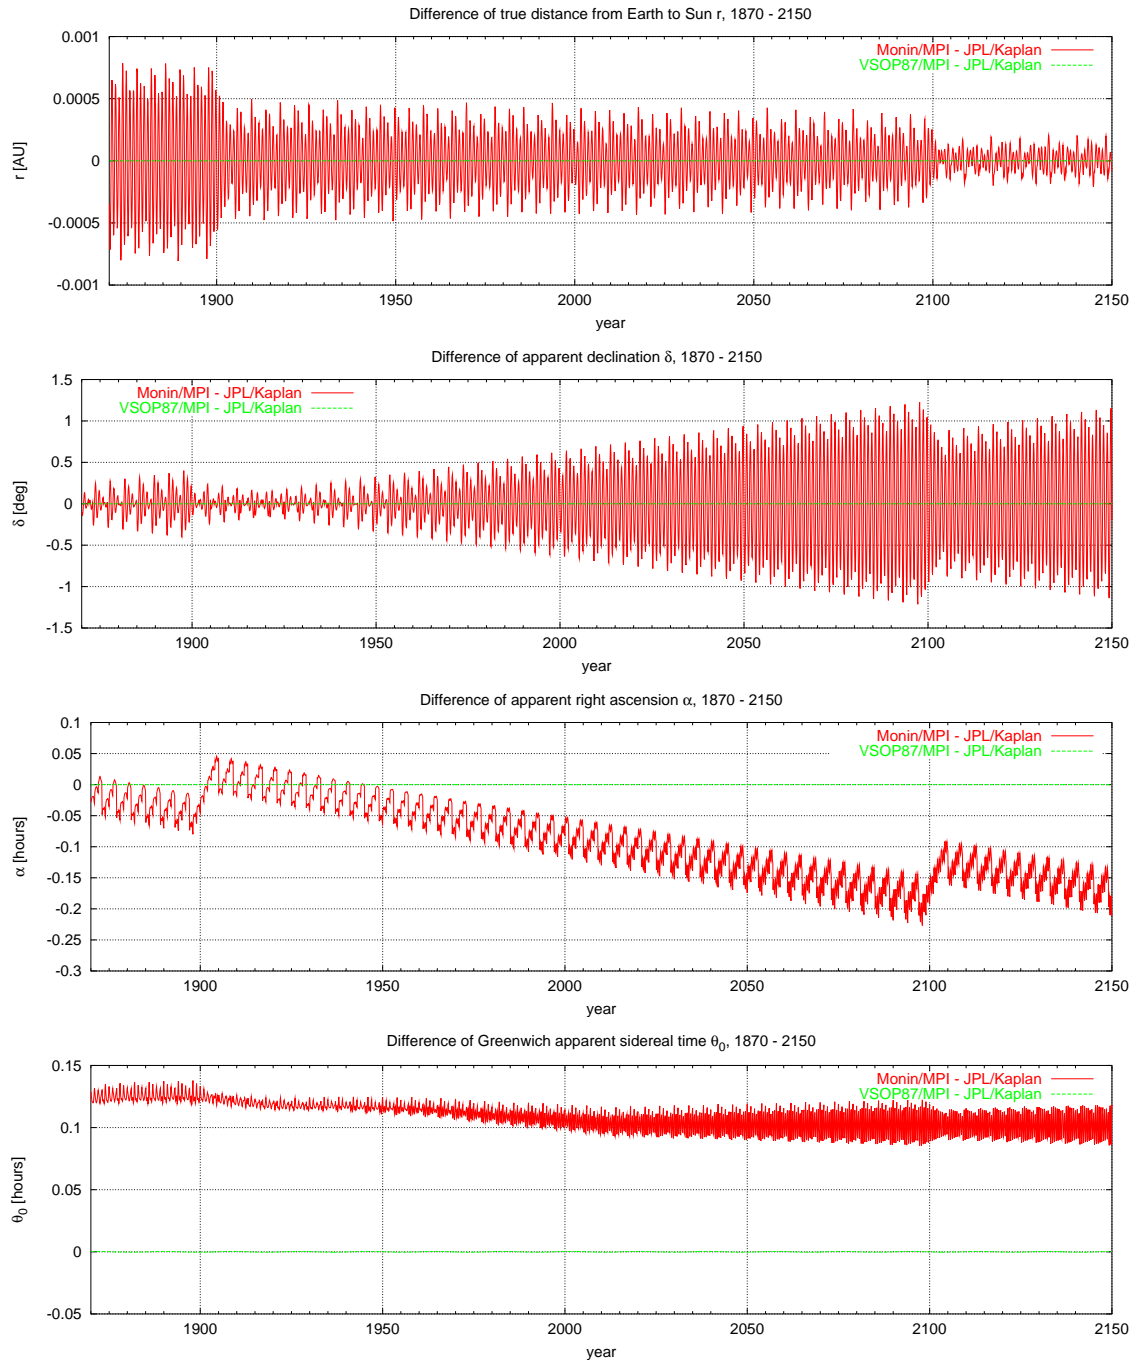 Difference of true distance from Earth to Sun r, 1870 - 2150
0.001
0.0005
0
-0.0005
-0.001
r [AU]
Monin/MPI - JPL/Kaplan
VSOP87/MPI - JPL/Kaplan
1900 1950 2000 2050 2100 2150
year
Difference of apparent declination δ, 1870 - 2150
1.5
1
0.5
0
-0.5
-1
-1.5
δ [deg]
Monin/MPI - JPL/Kaplan
VSOP87/MPI - JPL/Kaplan
1900 1950 2000 2050 2100 2150
year
Difference of apparent right ascension α, 1870 - 2150
0.1
0.05
0
-0.05
-0.1
-0.15
-0.2
-0.25
-0.3
α [hours]
Monin/MPI - JPL/Kaplan
VSOP87/MPI - JPL/Kaplan
1900 1950 2000 2050 2100 2150
year
Difference of Greenwich apparent sidereal time θ_0, 1870 - 2150
0.15
0.1
0.05
0
-0.05
θ_0 [hours]
Monin/MPI - JPL/Kaplan
VSOP87/MPI - JPL/Kaplan
1900 1950 2000 2050 2100 2150
year